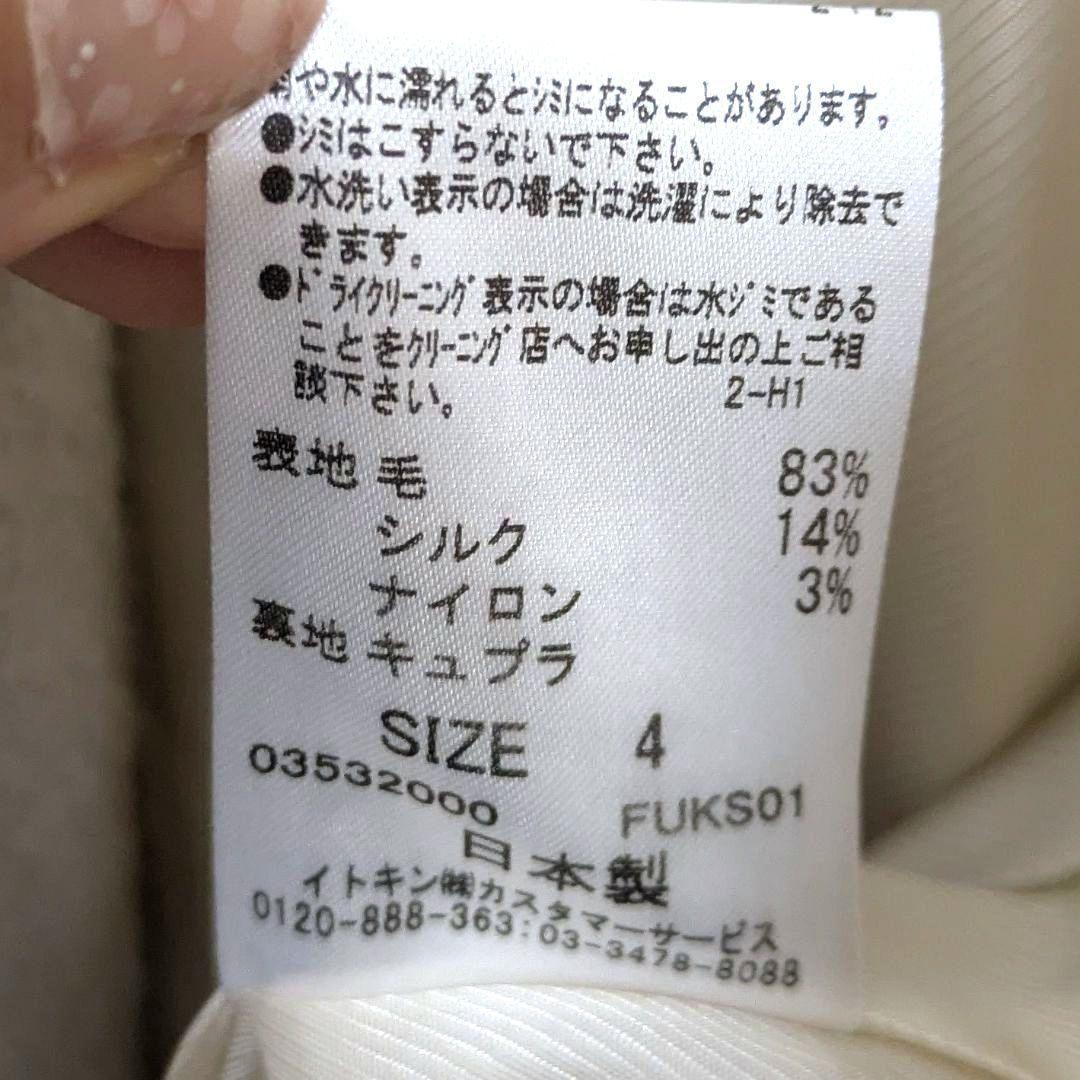 や水に濡れるとシミになることがあります。
●シミはこすらないで下さい。
●水洗い表示の場合は洗濯により除去で
きます。
●ドライクリーニング表示の場合は水ジミである
ことをクリーニング店へお申し出の上ご相
談下さい。 2-H1
表地 毛 83%
シルク 14%
ナイロン 3%
裏地 キュプラ
SIZE 4
03532000 FUKS01
日本製
イトキン㈱カスタマーサービス
0120-888-363:03-3478-8088